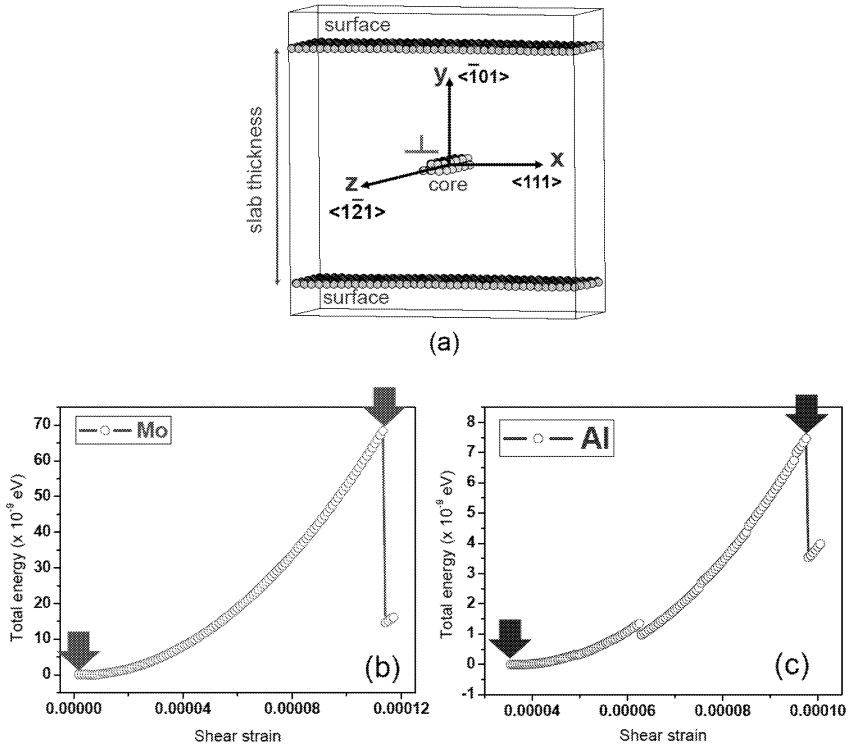 surface
y <1̄01>
slab thickness
x
z
core
<111>
<12̄1>
surface
(a)
Mo
Total energy (x 10⁻⁹ eV)
70
60
50
40
30
20
10
0
(b)
0.00000 0.00004 0.00008 0.00012
Shear strain
Al
Total energy (x 10⁻⁹ eV)
8
7
6
5
4
3
2
1
0
-1
(c)
0.00004 0.00006 0.00008 0.00010
Shear strain